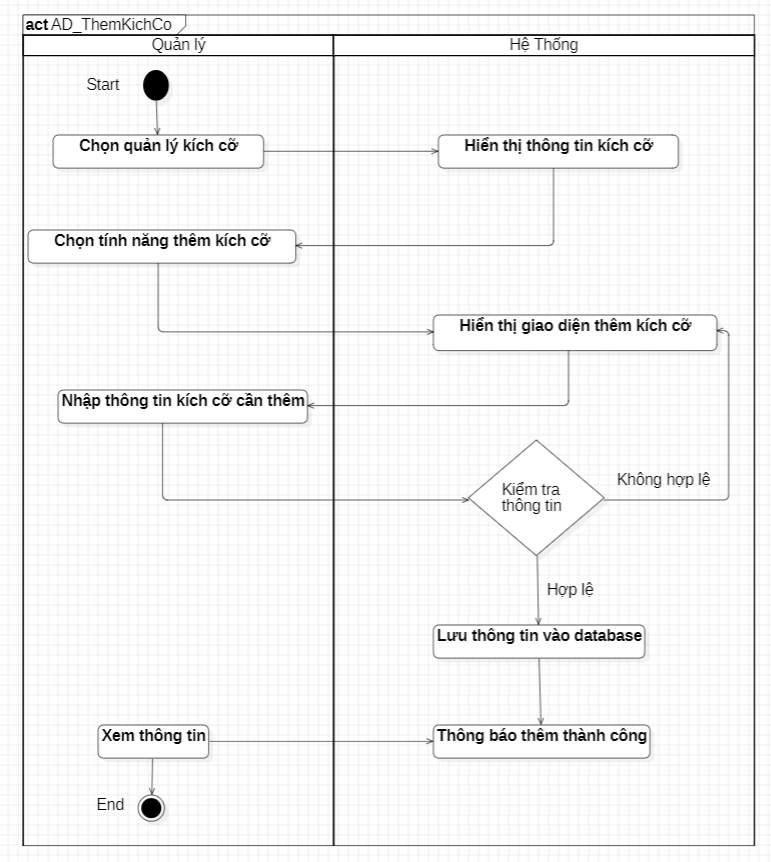 act AD_ThemKichCo
Quản lý
Hệ Thống
Start
Chọn quản lý kích cỡ
Hiển thị thông tin kích cỡ
Chọn tính năng thêm kích cỡ
Hiển thị giao diện thêm kích cỡ
Nhập thông tin kích cỡ cần thêm
Kiểm tra
thông tin
Không hợp lệ
Hợp lệ
Lưu thông tin vào database
Xem thông tin
Thông báo thêm thành công
End